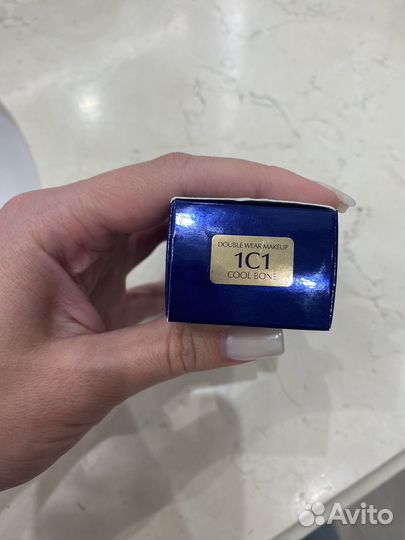 DOUBLE WEAR MAKEUP
1C1
COOL BONE
Avito